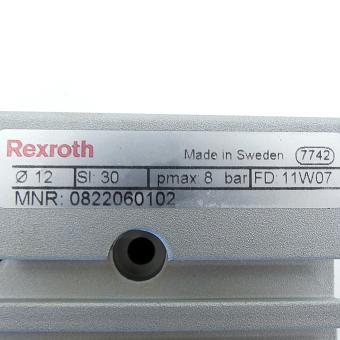 Rexroth Made in Sweden 7742
Ø 12 SI: 30 pmax: 8 bar FD: 11W07
MNR: 0822060102